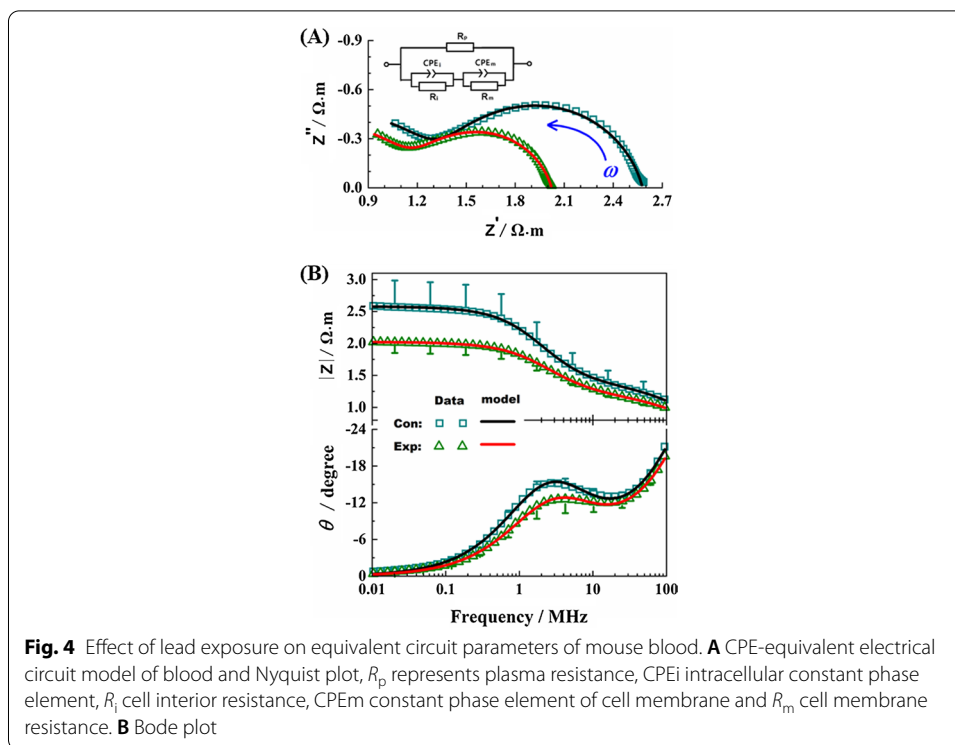 (A)
-0.9
-0.6
-0.3
0.0
Z''/ Ω·m
Rp
CPEi
CPEm
Ri
Rm
ω
0.9 1.2 1.5 1.8 2.1 2.4 2.7
Z'/ Ω·m
(B)
3.0
2.5
2.0
1.5
1.0
|Z|/ Ω·m
Data model
Con:
Exp:
-24
-18
-12
-6
0
θ / degree
0.01 0.1 1 10 100
Frequency / MHz
Fig. 4 Effect of lead exposure on equivalent circuit parameters of mouse blood. A CPE-equivalent electrical
circuit model of blood and Nyquist plot, Rp represents plasma resistance, CPEi intracellular constant phase
element, Ri cell interior resistance, CPEm constant phase element of cell membrane and Rm cell membrane
resistance. B Bode plot